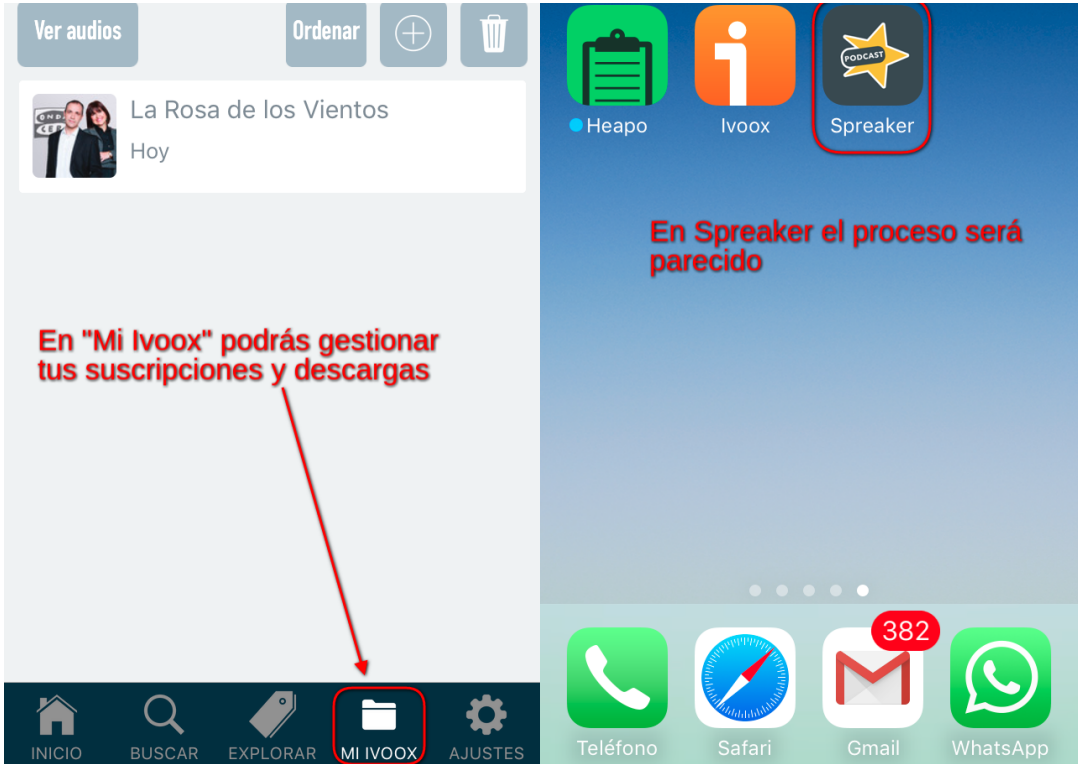 Ver audios
Ordenar
ONDA
CER
La Rosa de los Vientos
Hoy
En "Mi Ivoox" podrás gestionar
tus suscripciones y descargas
INICIO
BUSCAR
EXPLORAR
MI IVOOX
AJUSTES
PODCAST
Heapo
Ivoox
Spreaker
En Spreaker el proceso será
parecido
382
Teléfono
Safari
Gmail
WhatsApp